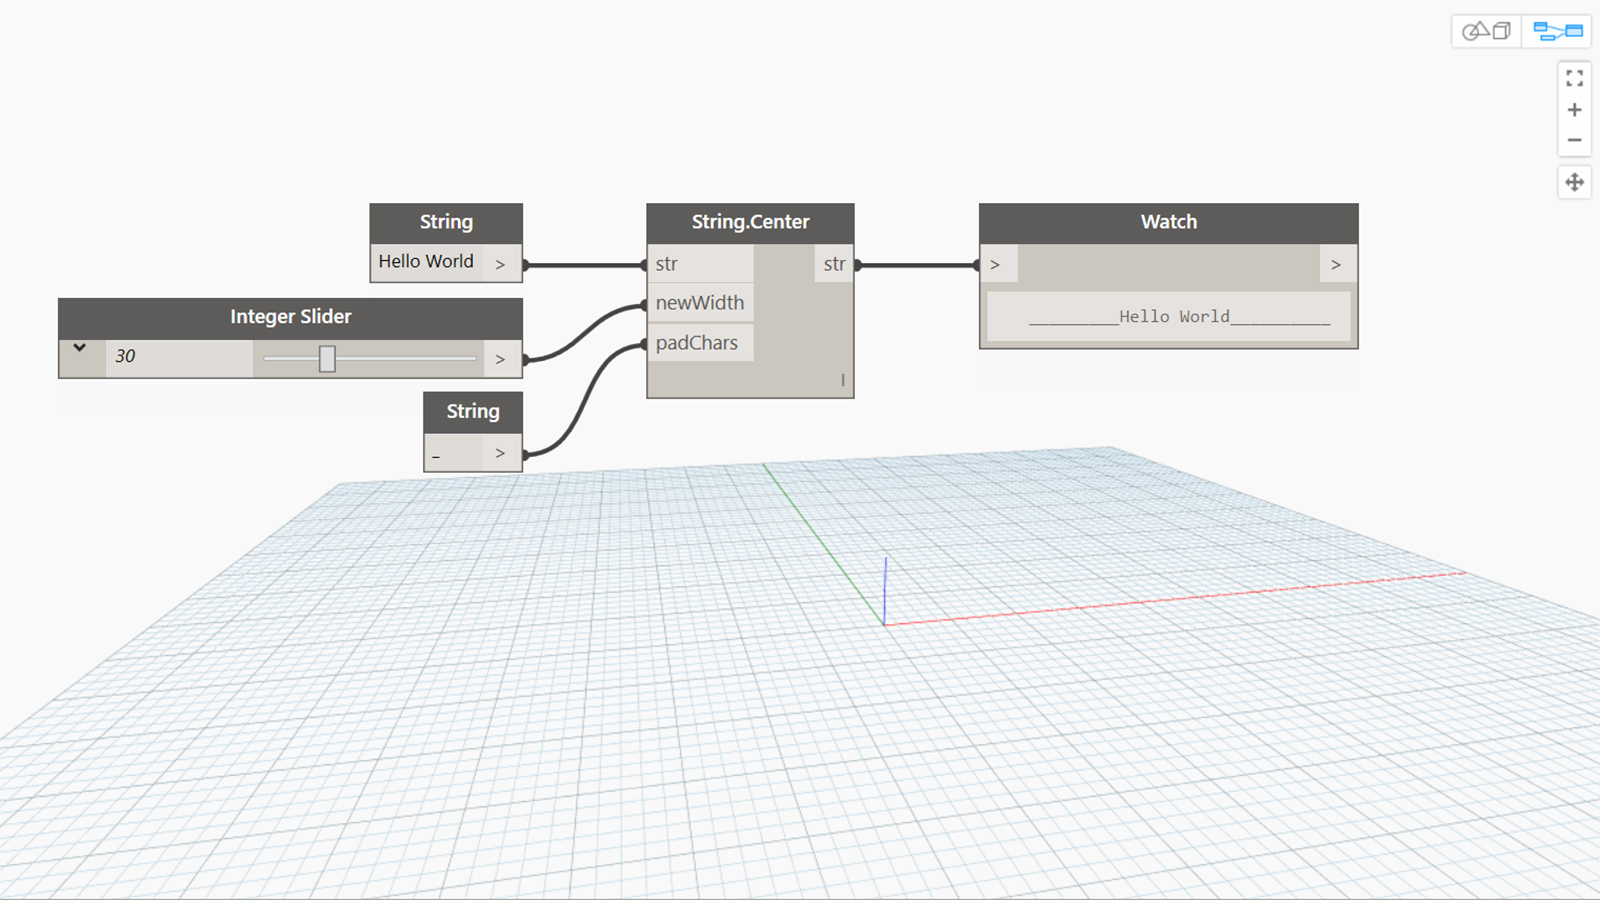 String
Hello World >
Integer Slider
30 >
String
_ >
String.Center
str str
newWidth
padChars
l
Watch
> >
_________Hello World__________